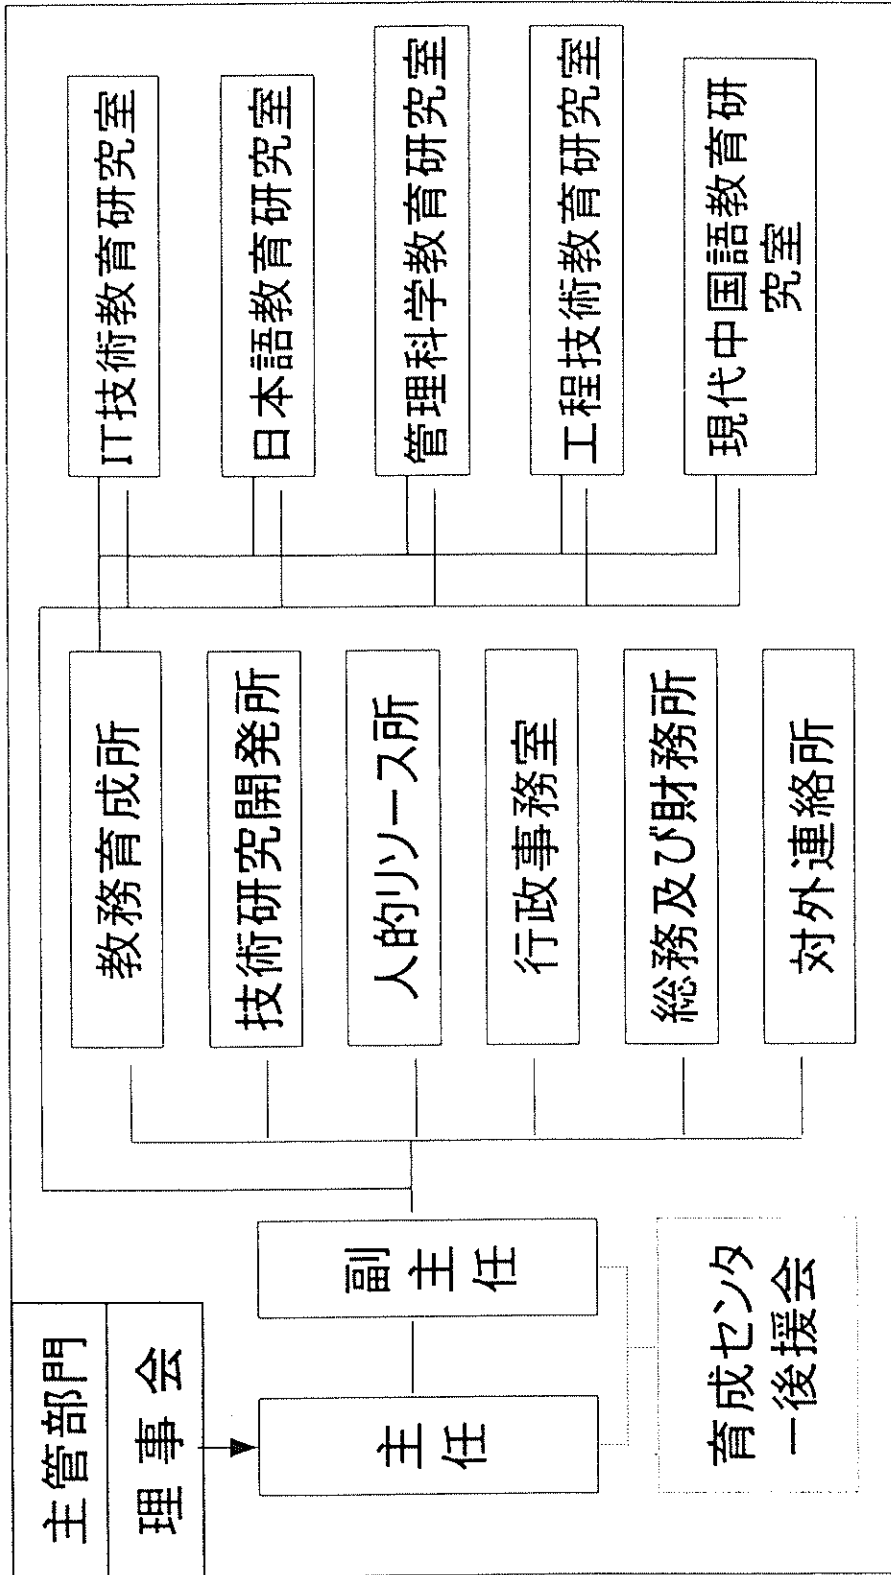 主管部門
理事会
主任
副主任
育成センタ
ー後援会
教務育成所
技術研究開発所
人的リソース所
行政事務室
総務及び財務所
対外連絡所
IT技術教育研究室
日本語教育研究室
管理科学教育研究室
工程技術教育研究室
現代中国語教育研
究室